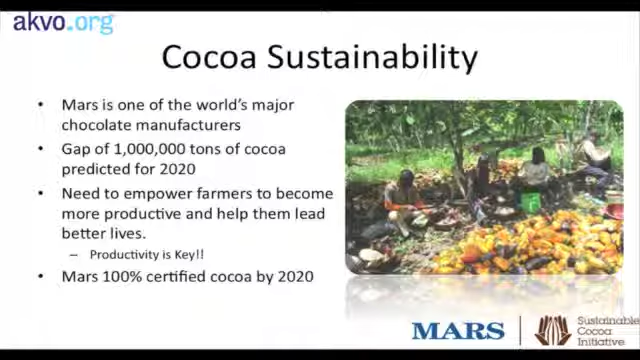 akvo.org
Cocoa Sustainability
• Mars is one of the world's major
chocolate manufacturers
• Gap of 1,000,000 tons of cocoa
predicted for 2020
• Need to empower farmers to become
more productive and help them lead
better lives.
– Productivity is Key!!
• Mars 100% certified cocoa by 2020
MARS
Sustainable
Cocoa
Initiative